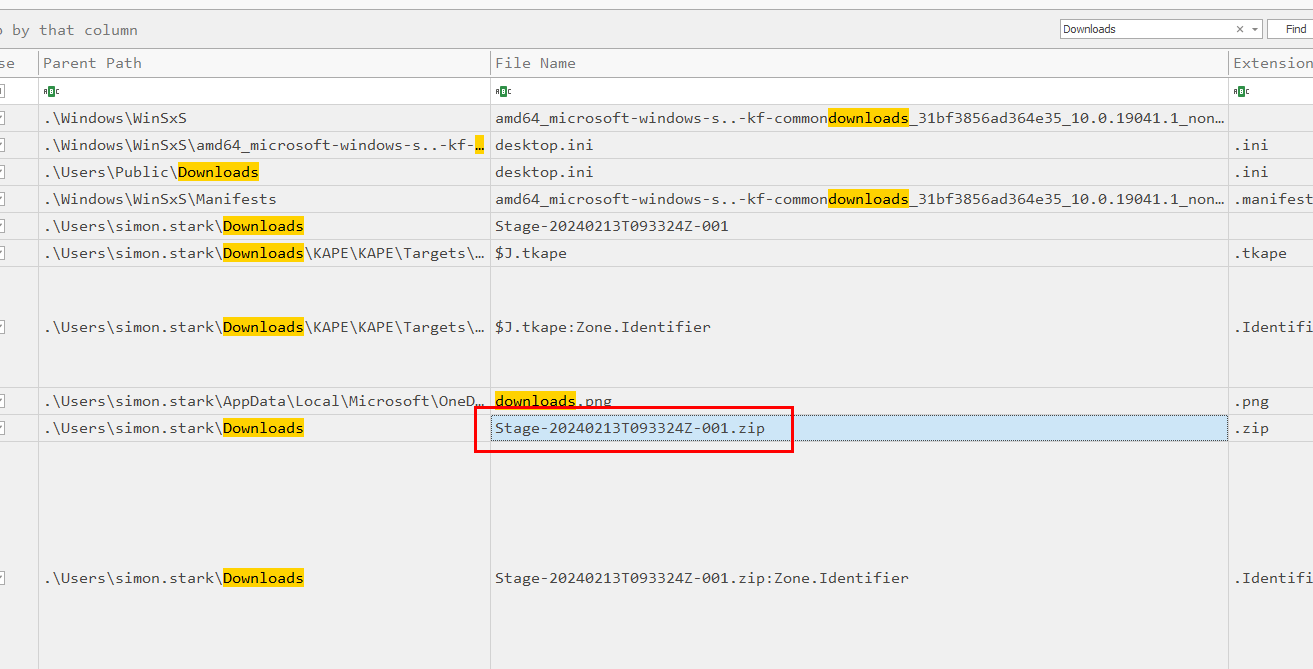 by that column
Downloads
Find
se Parent Path File Name Extension
.\Windows\WinSxS amd64_microsoft-windows-s..-kf-commondownloads_31bf3856ad364e35_10.0.19041.1_non…
.\Windows\WinSxS\amd64_microsoft-windows-s..-kf-… desktop.ini .ini
.\Users\Public\Downloads desktop.ini .ini
.\Windows\WinSxS\Manifests amd64_microsoft-windows-s..-kf-commondownloads_31bf3856ad364e35_10.0.19041.1_non… .manifest
.\Users\simon.stark\Downloads Stage-20240213T093324Z-001
.\Users\simon.stark\Downloads\KAPE\KAPE\Targets\… $J.tkape .tkape
.\Users\simon.stark\Downloads\KAPE\KAPE\Targets\… $J.tkape:Zone.Identifier .Identifi
.\Users\simon.stark\AppData\Local\Microsoft\OneD… downloads.png .png
.\Users\simon.stark\Downloads Stage-20240213T093324Z-001.zip .zip
.\Users\simon.stark\Downloads Stage-20240213T093324Z-001.zip:Zone.Identifier .Identifi